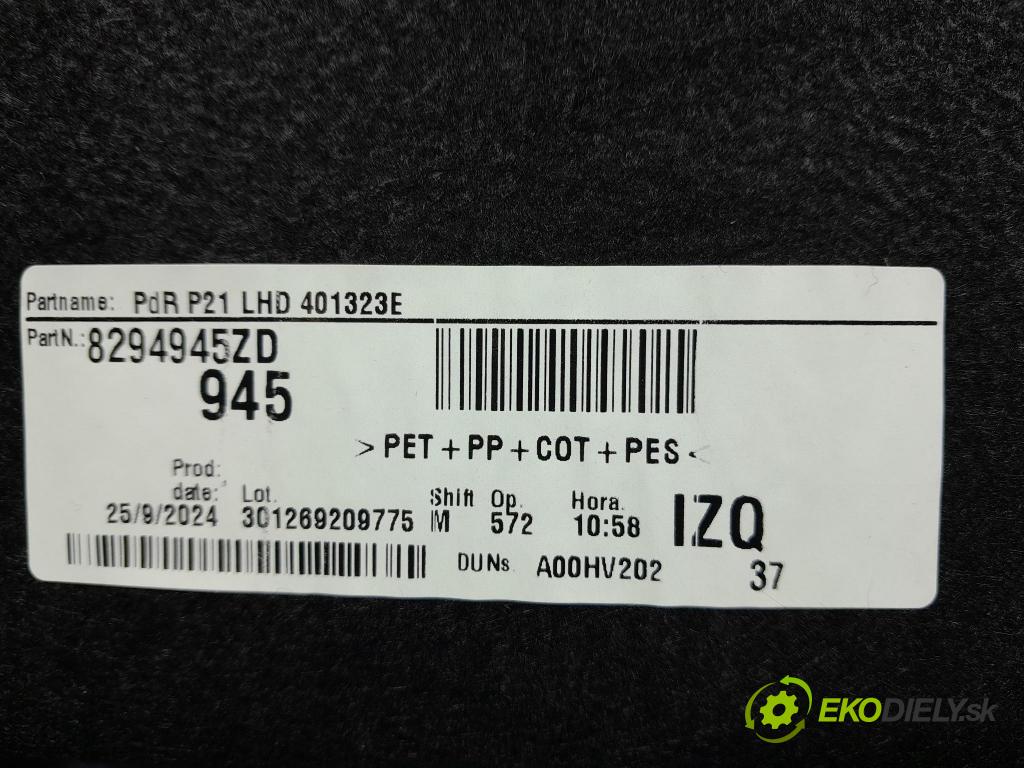 Partname: PdR P21 LHD 401323E
PartN.: 8294945ZD
945
> PET + PP + COT + PES <
Prod. date: 25/9/2024 Lot. 301269209775 Shift M Op. 572 Hora. 10:58 IZQ
DUNs. A00HV202 37
EKODIELY.sk